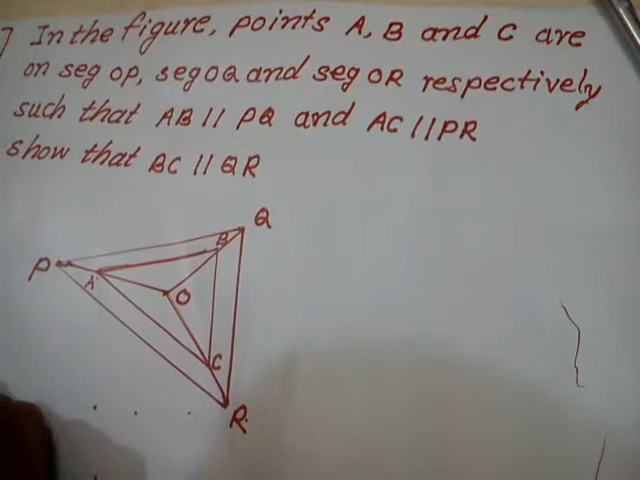 7 In the figure, points A, B and C are
on seg OP, seg OQ and seg OR respectively
such that AB // PQ and AC // PR
show that BC // QR
Q
B
P
A
O
C
R